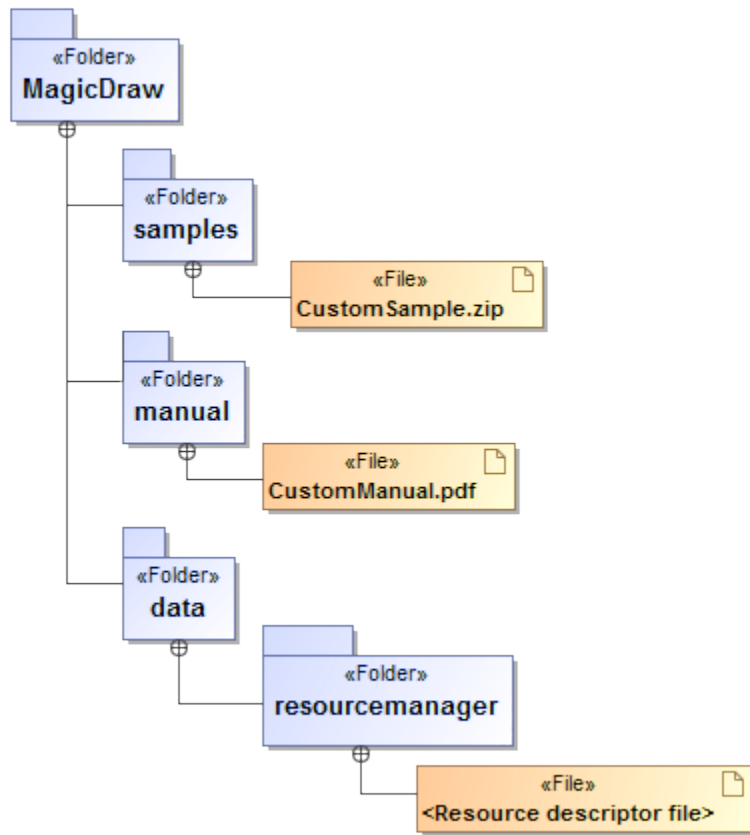 «Folder»
MagicDraw
«Folder»
samples
«File»
CustomSample.zip
«Folder»
manual
«File»
CustomManual.pdf
«Folder»
data
«Folder»
resourcemanager
«File»
<Resource descriptor file>